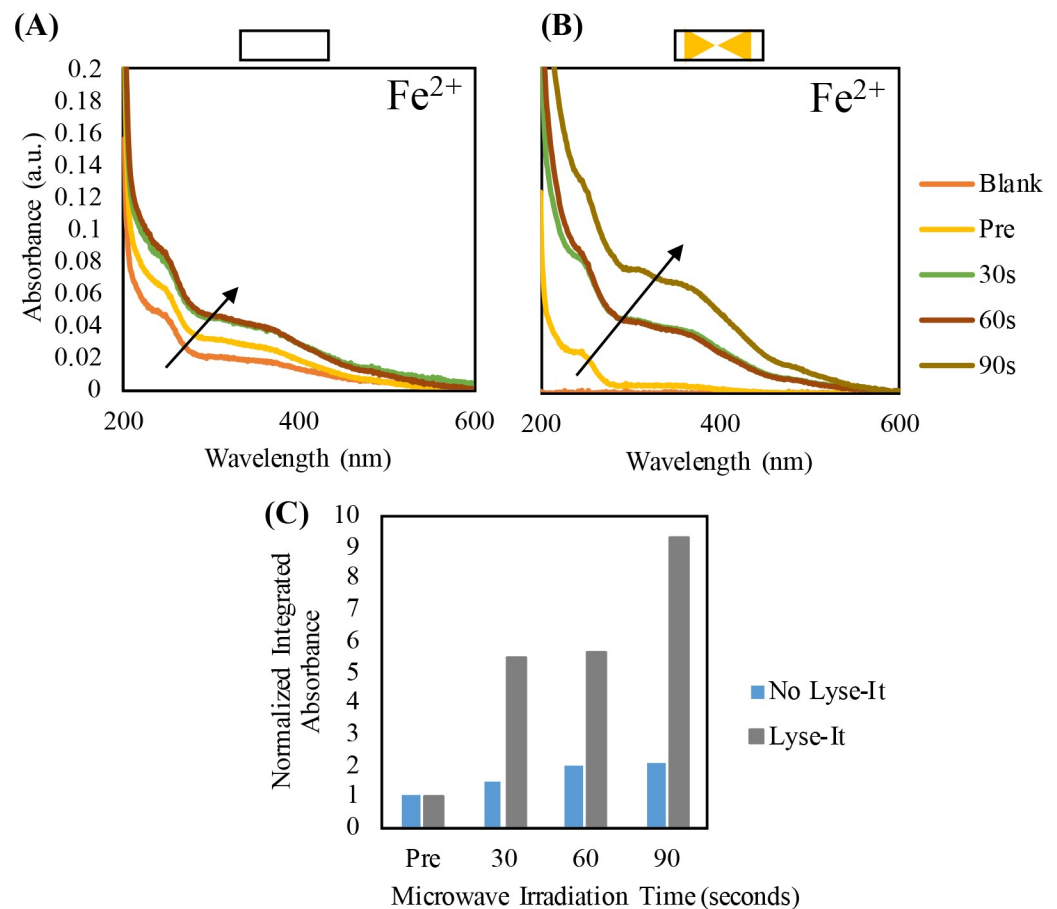 (A)
Fe²⁺
0.2
0.18
0.16
0.14
0.12
0.1
0.08
0.06
0.04
0.02
0
Absorbance (a.u.)
200 400 600
Wavelength (nm)
(B)
Fe²⁺
200 400 600
Wavelength (nm)
Blank
Pre
30s
60s
90s
(C)
10
9
8
7
6
5
4
3
2
1
0
Normalized Integrated
Absorbance
Pre 30 60 90
Microwave Irradiation Time (seconds)
No Lyse-It
Lyse-It